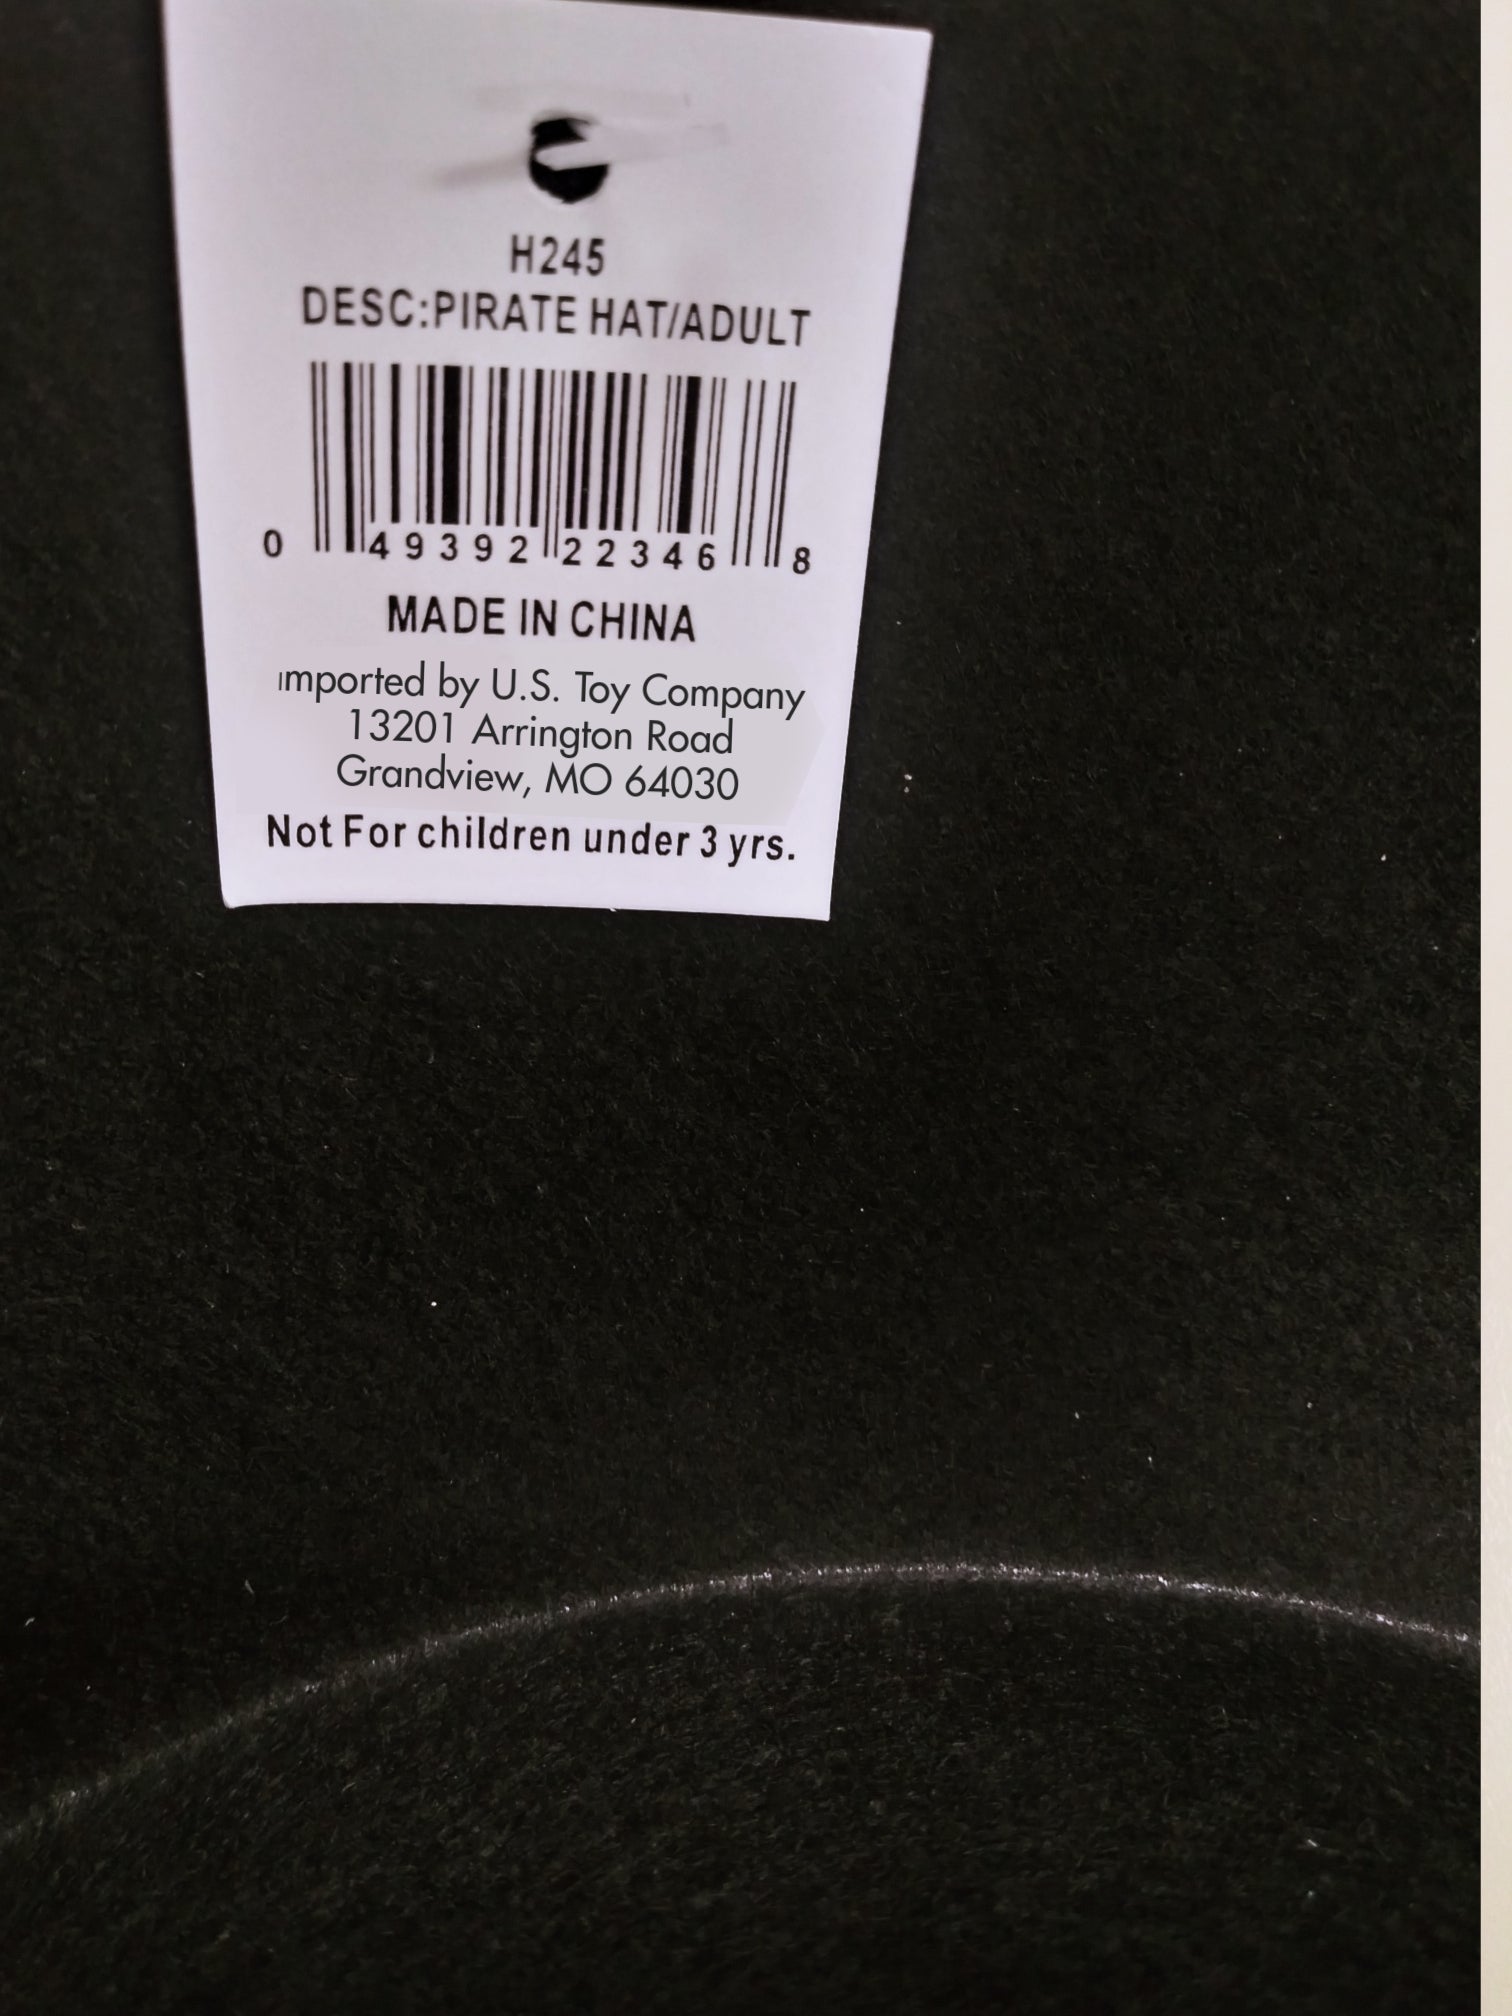 H245
DESC:PIRATE HAT/ADULT
0 49392 22346 8
MADE IN CHINA
Imported by U.S. Toy Company
13201 Arrington Road
Grandview, MO 64030
Not For children under 3 yrs.